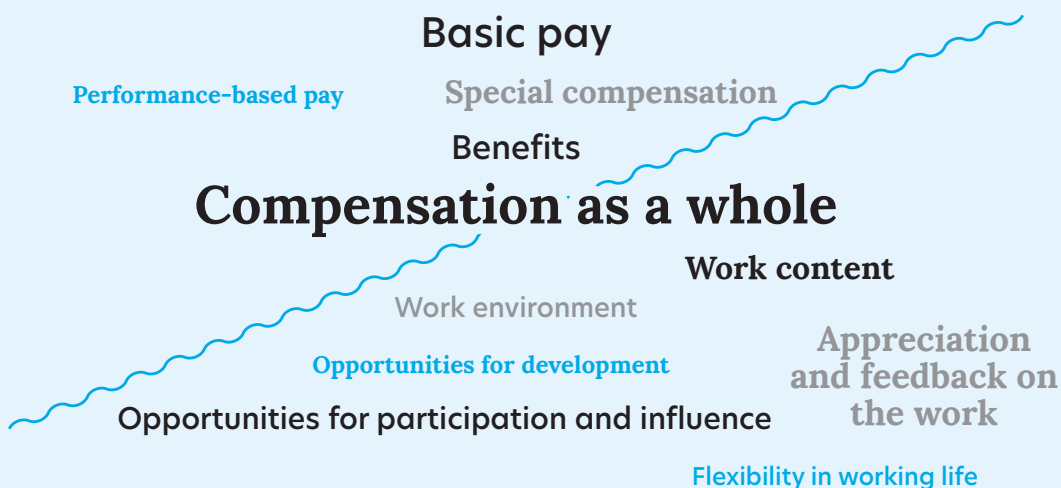 Basic pay
Performance-based pay
Special compensation
Benefits
Compensation as a whole
Work content
Work environment
Appreciation
and feedback on
the work
Opportunities for development
Opportunities for participation and influence
Flexibility in working life